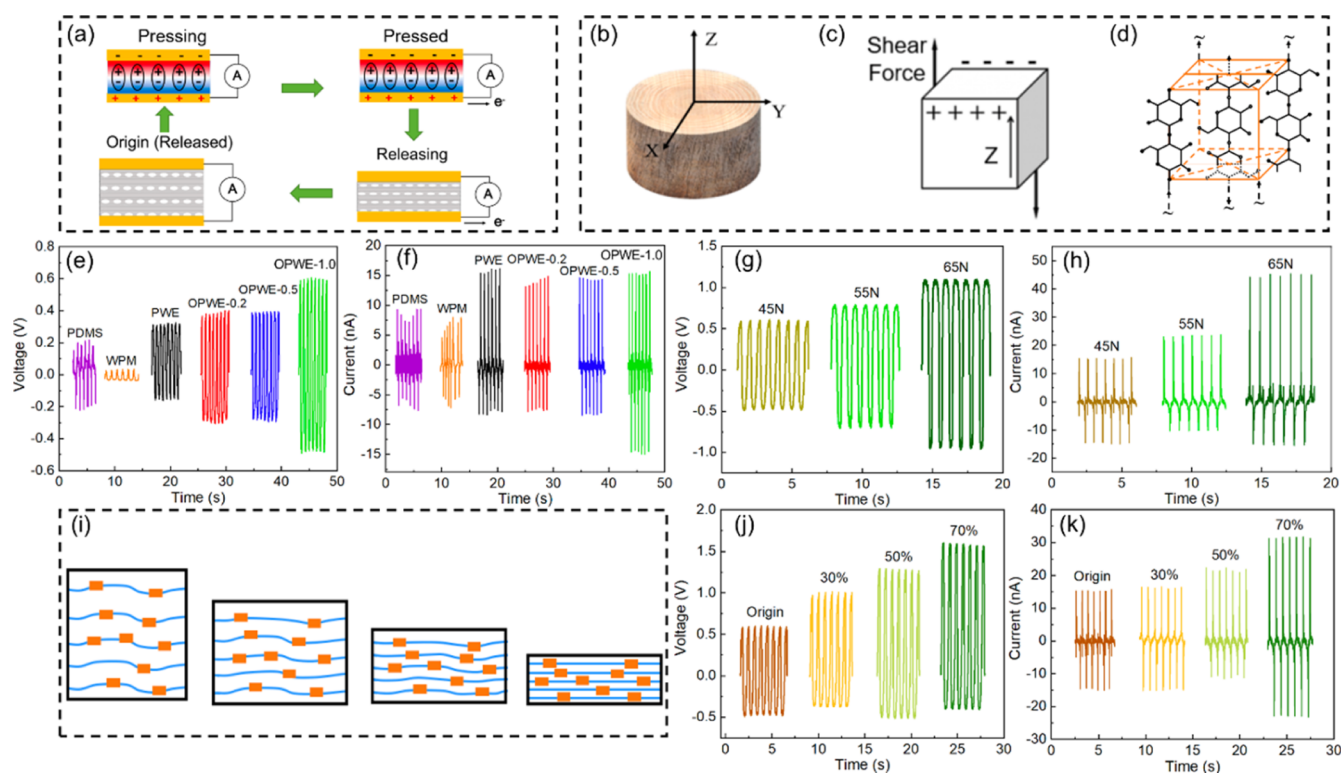 (a)
Pressing
Pressed
- - - - -
+ + + + +
- - - - -
A
+ + + + +
e-
Origin (Released)
Releasing
A
A
e-
(b)
Z
Y
X
(c)
Shear
Force
- - - -
+ + + +
Z
(d)
~ ~
~ ~ ~
(e)
Voltage (V)
0.8
0.6
0.4
0.2
0.0
-0.2
-0.4
-0.6
PDMS
WPM
PWE
OPWE-0.2
OPWE-0.5
OPWE-1.0
0 10 20 30 40 50
Time (s)
(f)
Current (nA)
20
15
10
5
0
-5
-10
-15
PDMS
WPM
PWE
OPWE-0.2
OPWE-0.5
OPWE-1.0
0 10 20 30 40 50
Time (s)
(g)
Voltage (V)
1.5
1.0
0.5
0.0
-0.5
-1.0
45N
55N
65N
0 5 10 15 20
Time (s)
(h)
Current (nA)
50
40
30
20
10
0
-10
-20
45N
55N
65N
0 5 10 15 20
Time (s)
(i)
(j)
Voltage (V)
2.0
1.5
1.0
0.5
0.0
-0.5
Origin
30%
50%
70%
0 5 10 15 20 25 30
Time (s)
(k)
Current (nA)
40
30
20
10
0
-10
-20
-30
Origin
30%
50%
70%
0 5 10 15 20 25 30
Time (s)